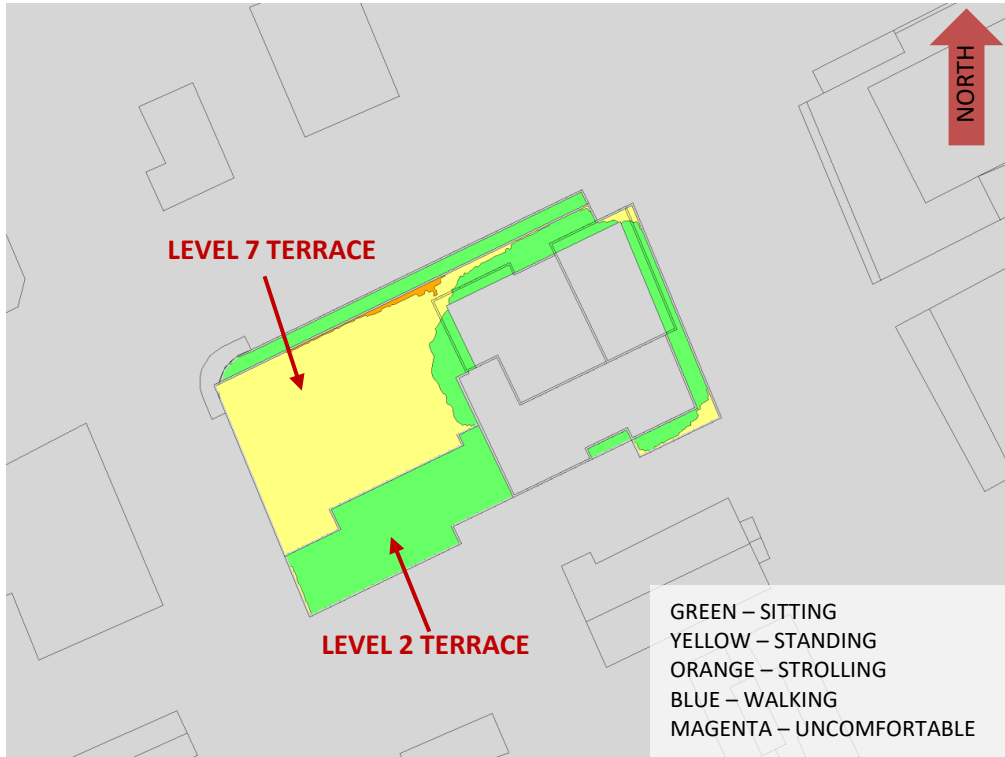 NORTH
LEVEL 7 TERRACE
LEVEL 2 TERRACE
GREEN – SITTING
YELLOW – STANDING
ORANGE – STROLLING
BLUE – WALKING
MAGENTA – UNCOMFORTABLE